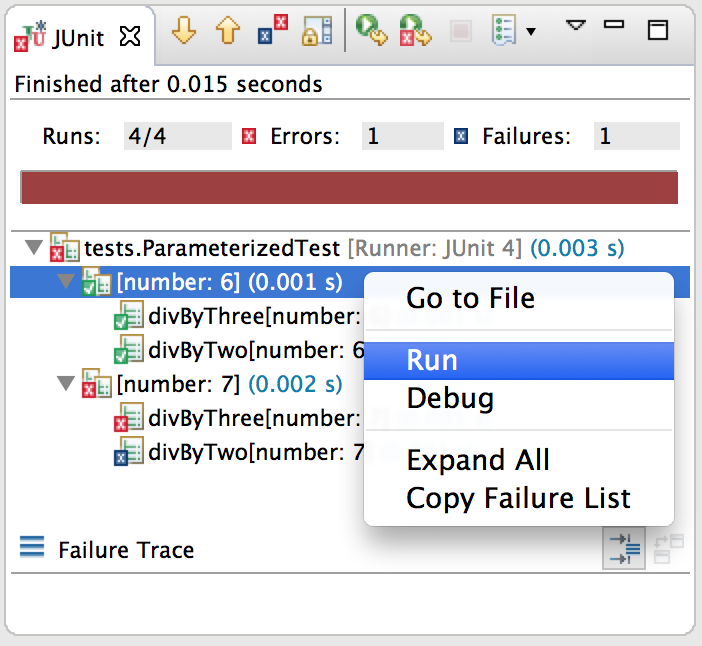 JUnit
Finished after 0.015 seconds
Runs: 4/4 Errors: 1 Failures: 1
tests.ParameterizedTest [Runner: JUnit 4] (0.003 s)
[number: 6] (0.001 s)
divByThree[number:
divByTwo[number: 6
[number: 7] (0.002 s)
divByThree[number:
divByTwo[number: 7
Go to File
Run
Debug
Expand All
Copy Failure List
Failure Trace